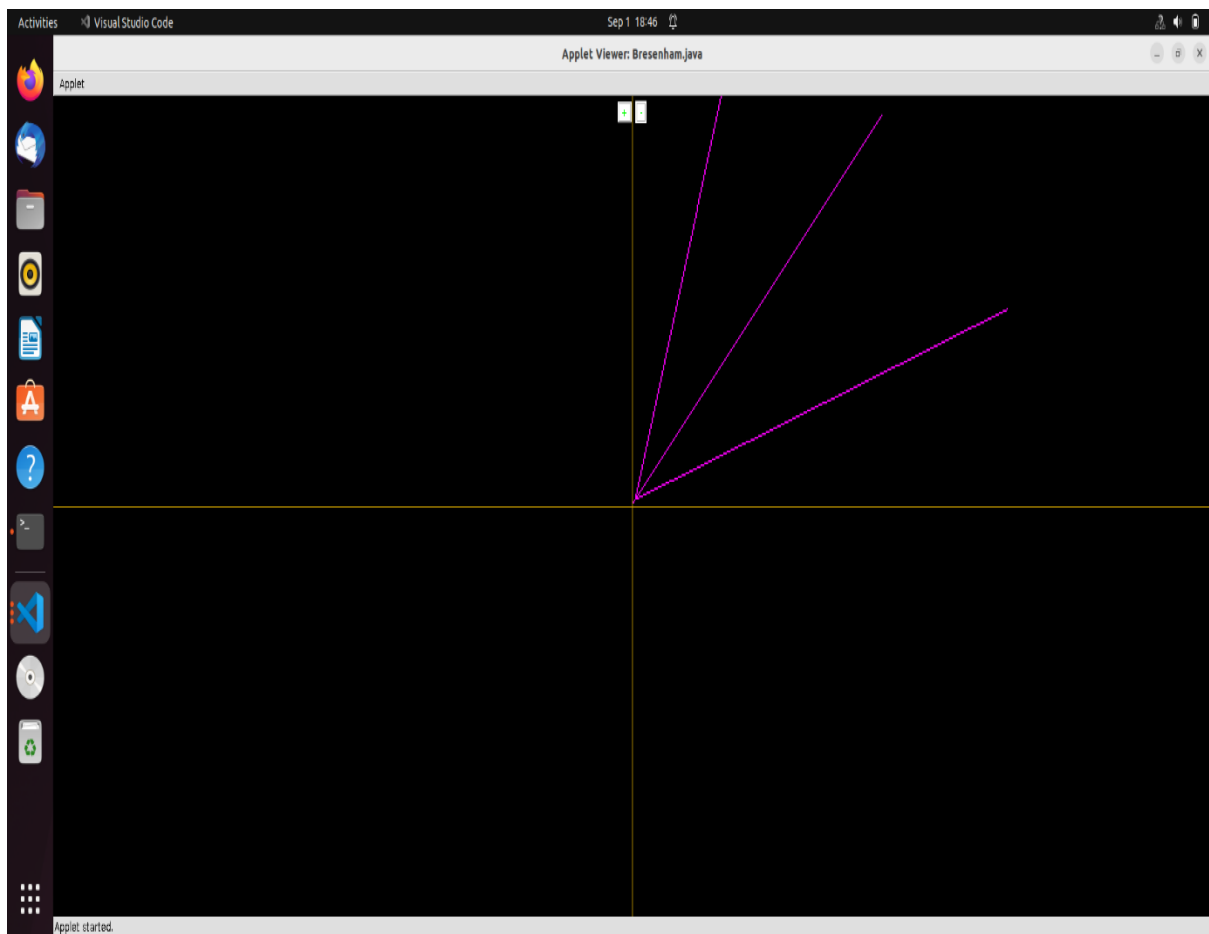 Activities Visual Studio Code Sep 1 18:46
Applet Viewer: Bresenham.java
Applet
+ -
Applet started.